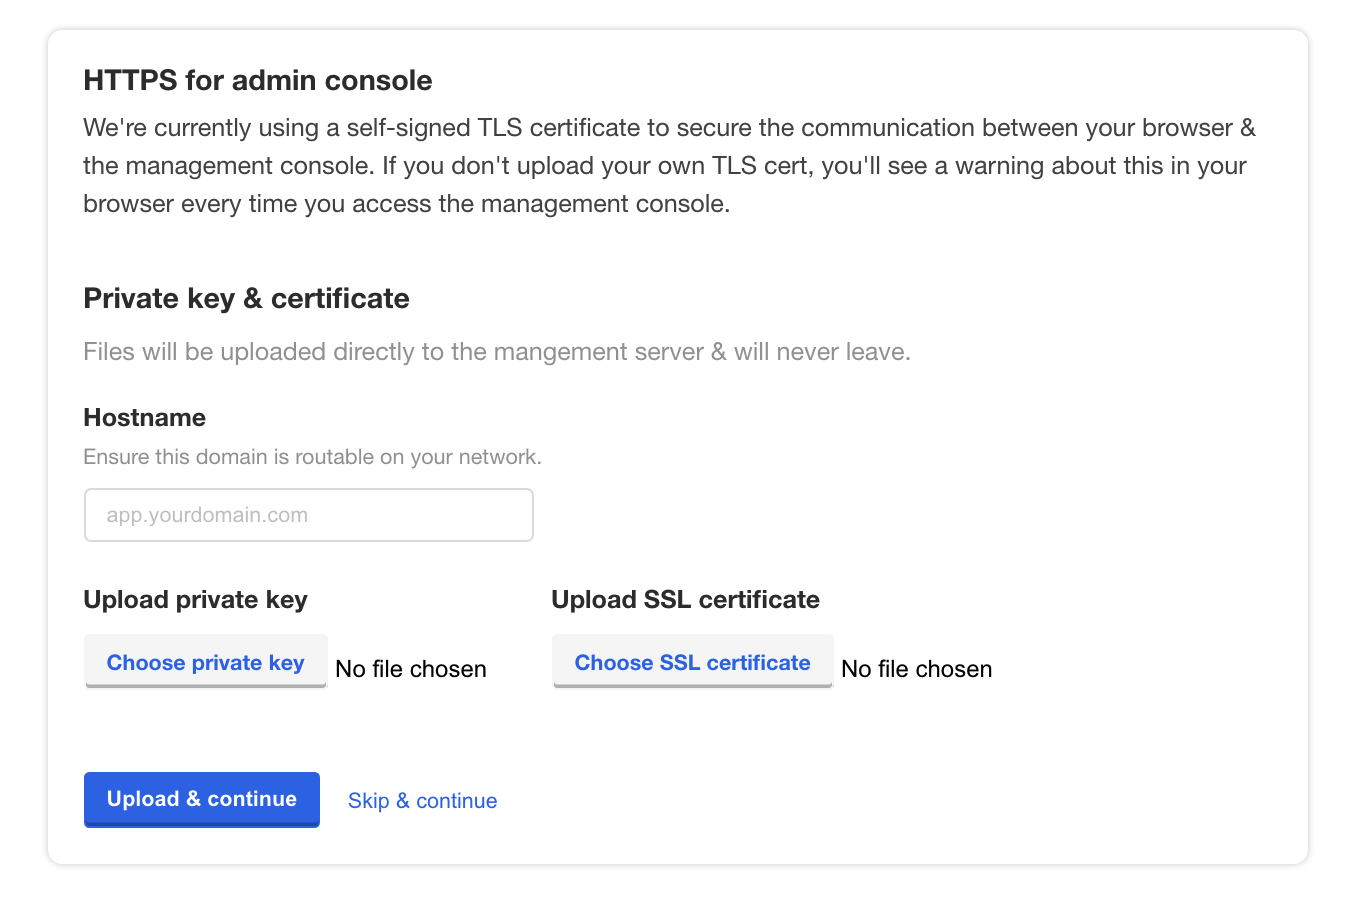 HTTPS for admin console
We're currently using a self-signed TLS certificate to secure the communication between your browser &
the management console. If you don't upload your own TLS cert, you'll see a warning about this in your
browser every time you access the management console.
Private key & certificate
Files will be uploaded directly to the mangement server & will never leave.
Hostname
Ensure this domain is routable on your network.
app.yourdomain.com
Upload private key
Choose private key No file chosen
Upload SSL certificate
Choose SSL certificate No file chosen
Upload & continue Skip & continue